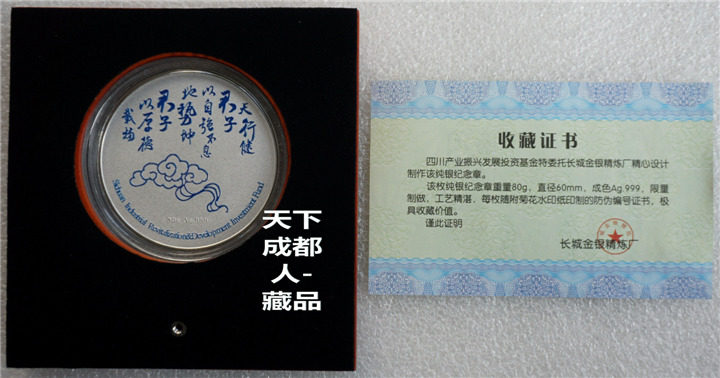 天行健
君子
以自强不息
地势坤
君子
以厚德
载物
Sichuan Industrial Revitalization&Development Investment Fund
天下
成都
人-
藏品
收藏证书
四川产业振兴发展投资基金特委托长城金银精炼厂精心设计
制作该纯银纪念章。
该枚纯银纪念章重量80g，直径60mm，成色Ag 999，限量
制做，工艺精湛，每枚随附菊花水印纸印制的防伪编号证书，极
具收藏价值。
谨此证明
长城金银精炼厂